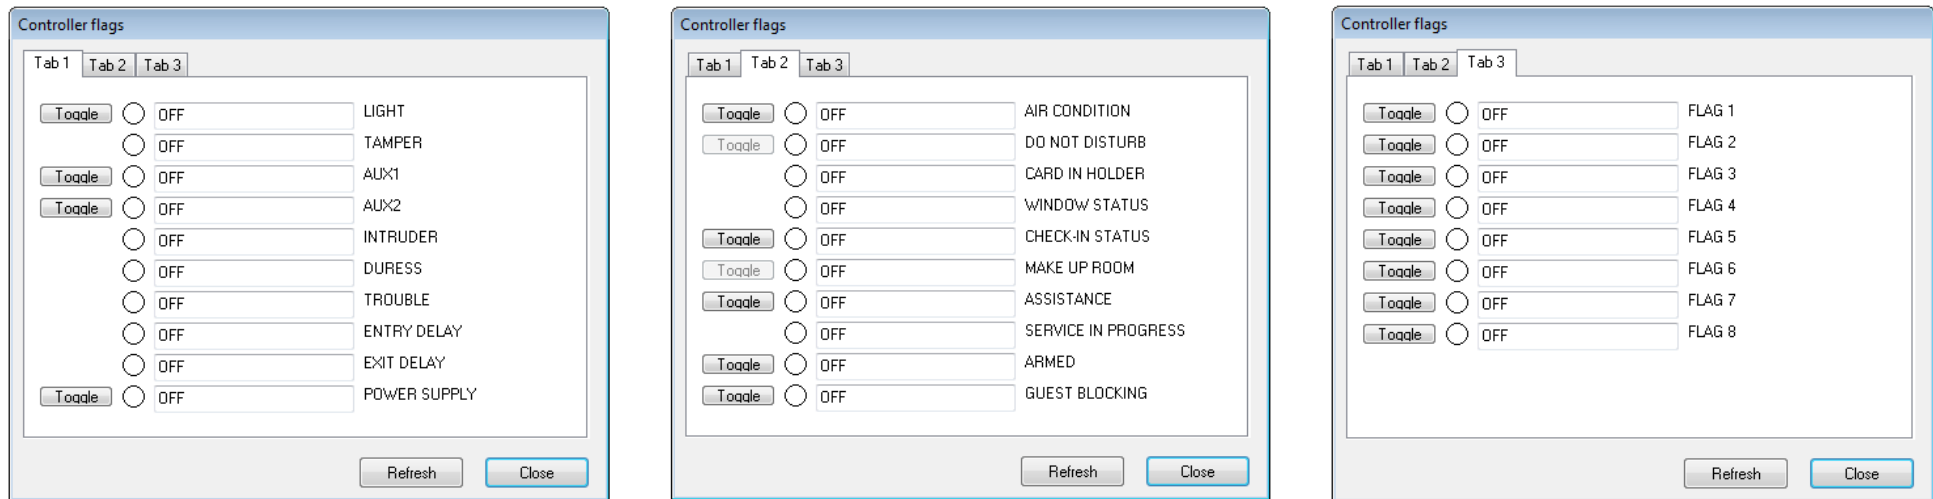 Controller flags
Tab 1 Tab 2 Tab 3
Toggle OFF LIGHT
OFF TAMPER
Toggle OFF AUX1
Toggle OFF AUX2
OFF INTRUDER
OFF DURESS
OFF TROUBLE
OFF ENTRY DELAY
OFF EXIT DELAY
Toggle OFF POWER SUPPLY
Refresh Close
Controller flags
Tab 1 Tab 2 Tab 3
Toggle OFF AIR CONDITION
Toggle OFF DO NOT DISTURB
OFF CARD IN HOLDER
OFF WINDOW STATUS
Toggle OFF CHECK-IN STATUS
Toggle OFF MAKE UP ROOM
Toggle OFF ASSISTANCE
OFF SERVICE IN PROGRESS
Toggle OFF ARMED
Toggle OFF GUEST BLOCKING
Refresh Close
Controller flags
Tab 1 Tab 2 Tab 3
Toggle OFF FLAG 1
Toggle OFF FLAG 2
Toggle OFF FLAG 3
Toggle OFF FLAG 4
Toggle OFF FLAG 5
Toggle OFF FLAG 6
Toggle OFF FLAG 7
Toggle OFF FLAG 8
Refresh Close